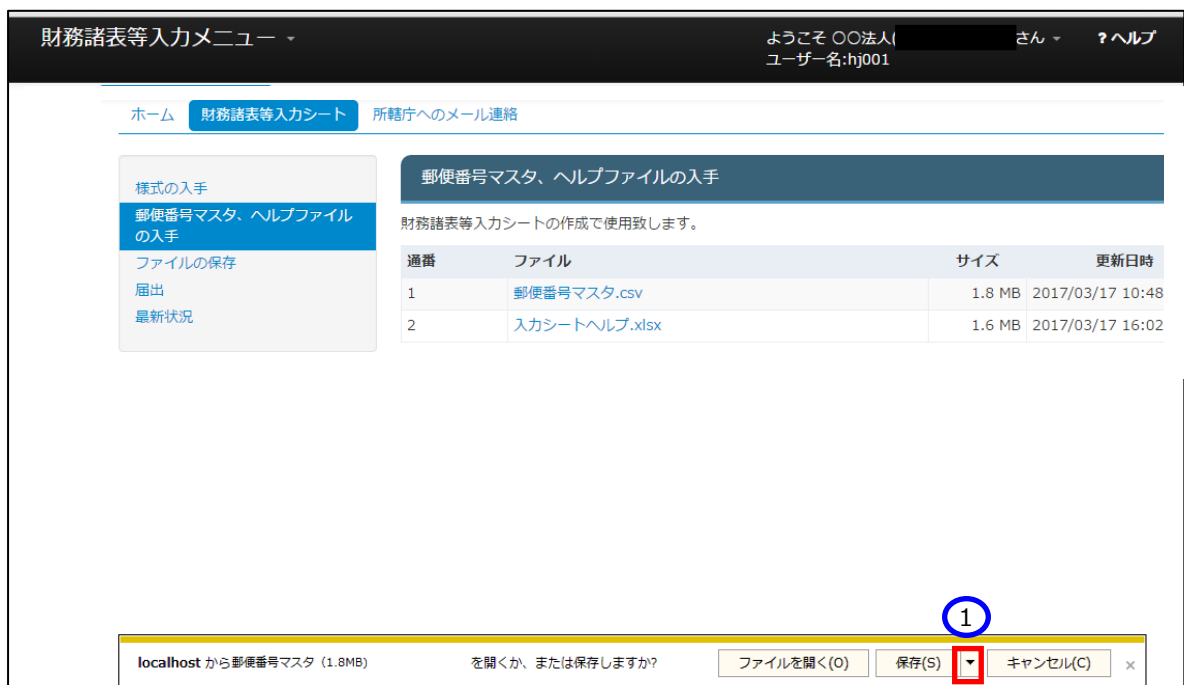 財務諸表等入力メニュー
ようこそ 〇〇法人( さん ? ヘルプ
ユーザー名:hj001
ホーム 財務諸表等入力シート 所轄庁へのメール連絡
様式の入手
郵便番号マスタ、ヘルプファイル
の入手
ファイルの保存
届出
最新状況
郵便番号マスタ、ヘルプファイルの入手
財務諸表等入力シートの作成で使用致します。
通番 ファイル サイズ 更新日時
1 郵便番号マスタ.csv 1.8 MB 2017/03/17 10:48
2 入力シートヘルプ.xlsx 1.6 MB 2017/03/17 16:02
1
localhost から郵便番号マスタ (1.8MB) を開くか、または保存しますか? ファイルを開く(O) 保存(S) ▼ キャンセル(C) ×